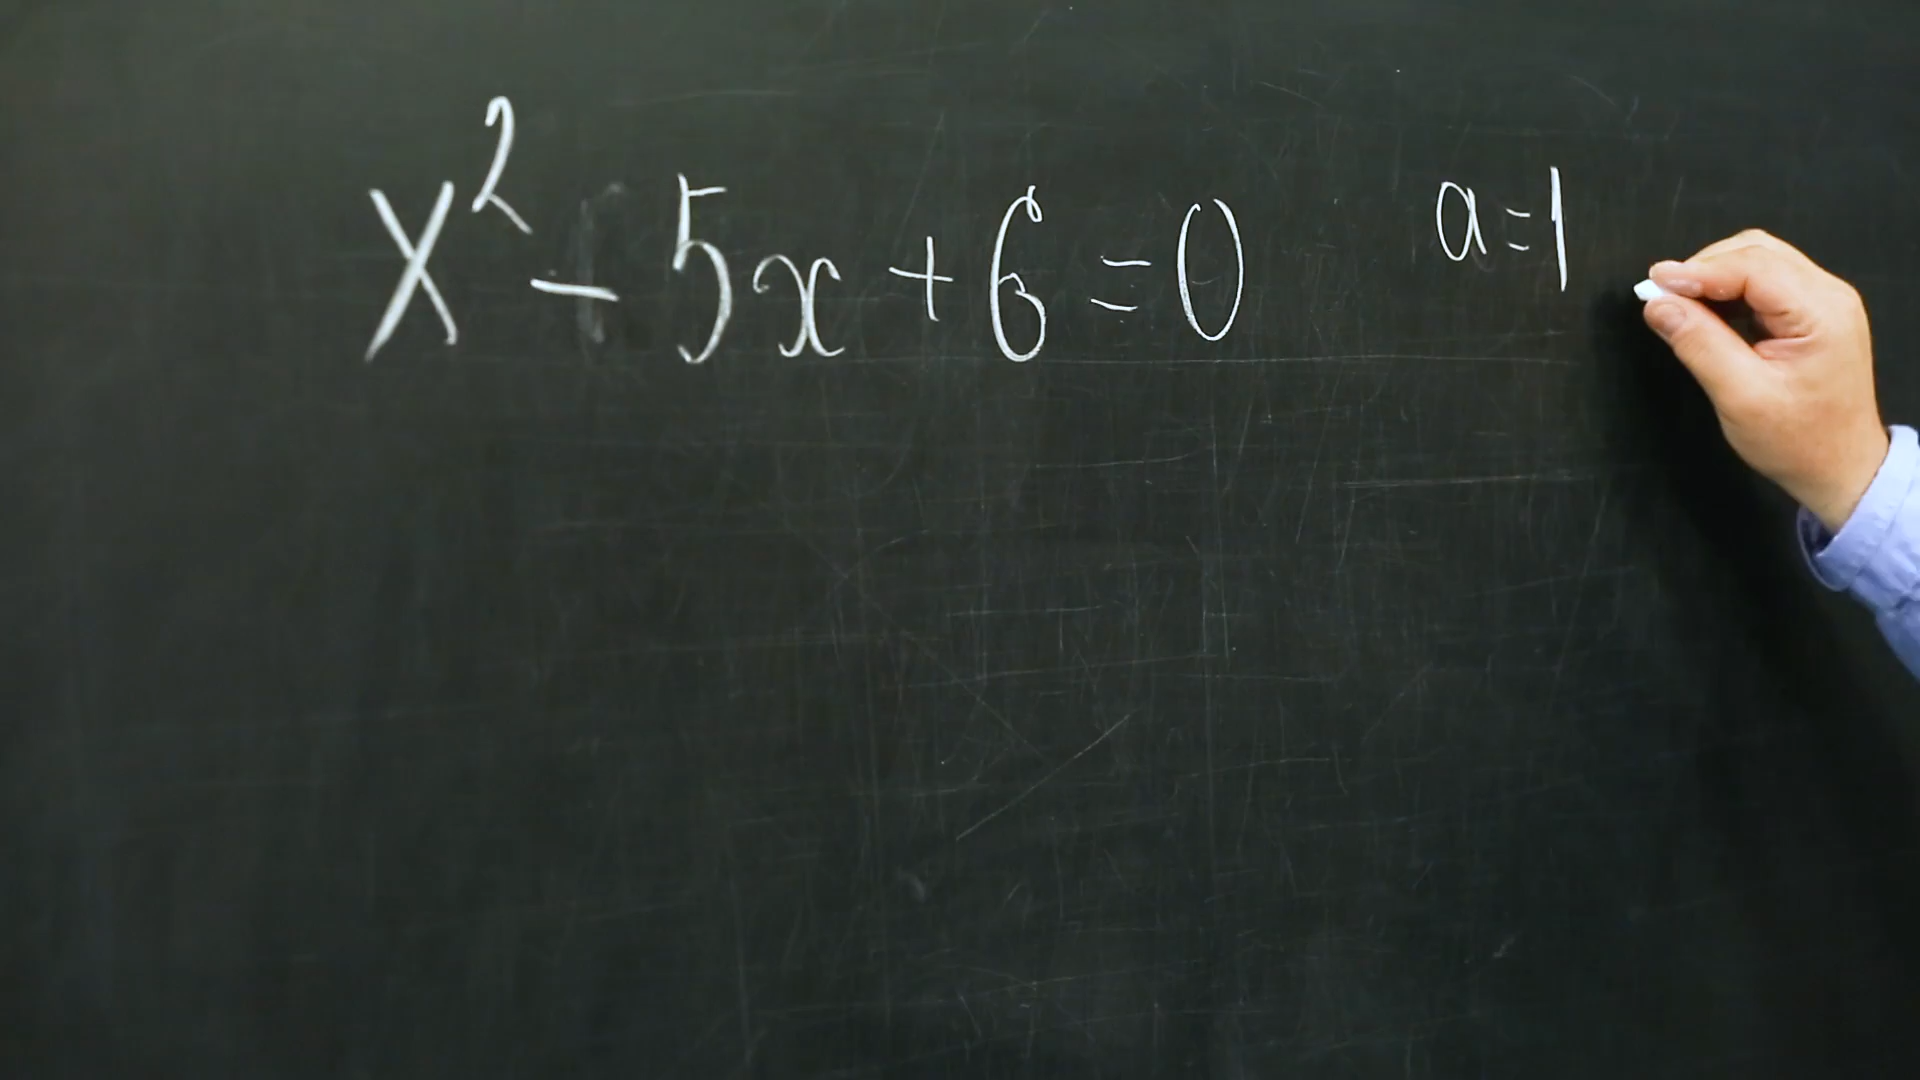 x² - 5x + 6 = 0 a = 1